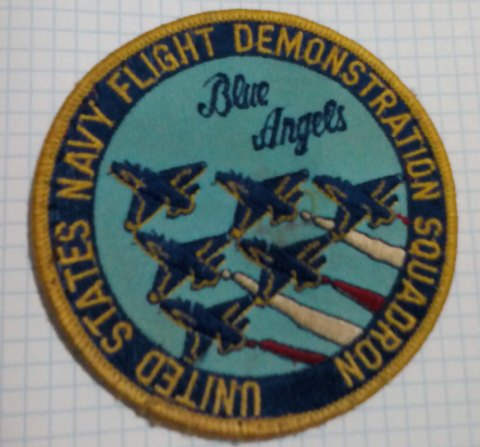 UNITED STATES NAVY FLIGHT DEMONSTRATION SQUADRON
Blue
Angels